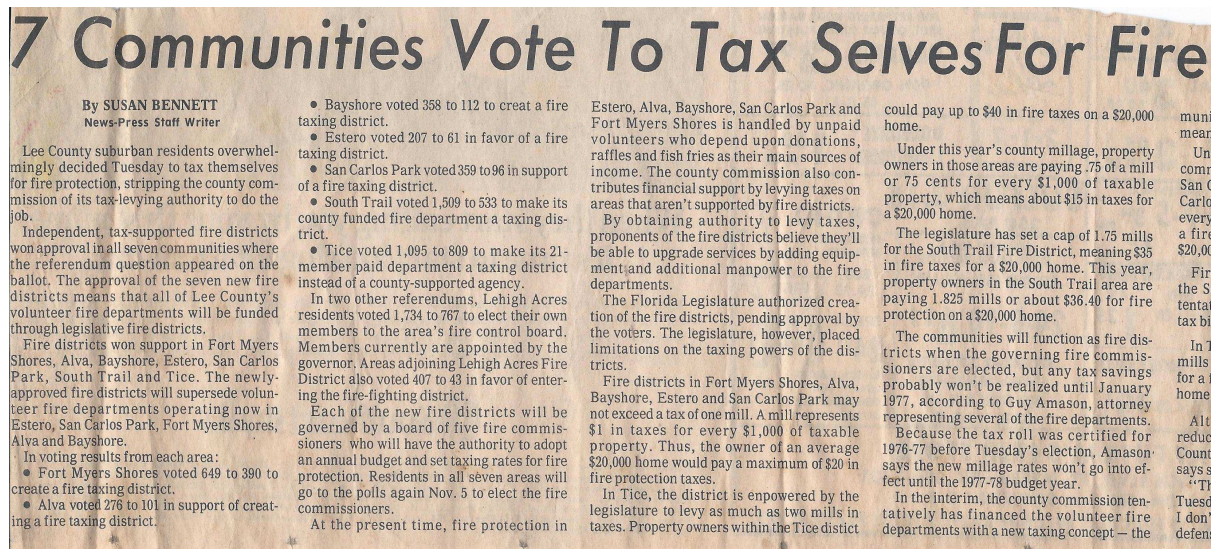 7 Communities Vote To Tax Selves For Fire
By SUSAN BENNETT
News-Press Staff Writer
Lee County suburban residents overwhel-
mingly decided Tuesday to tax themselves
for fire protection, stripping the county com-
mission of its tax-levying authority to do the
job.
Independent, tax-supported fire districts
won approval in all seven communities where
the referendum question appeared on the
ballot. The approval of the seven new fire
districts means that all of Lee County's
volunteer fire departments will be funded
through legislative fire districts.
Fire districts won support in Fort Myers
Shores, Alva, Bayshore, Estero, San Carlos
Park, South Trail and Tice. The newly-
approved fire districts will supersede volun-
teer fire departments operating now in
Estero, San Carlos Park, Fort Myers Shores,
Alva and Bayshore.
In voting results from each area:
• Fort Myers Shores voted 649 to 390 to
create a fire taxing district.
• Alva voted 276 to 101 in support of creat-
ing a fire taxing district.
• Bayshore voted 358 to 112 to creat a fire
taxing district.
• Estero voted 207 to 61 in favor of a fire
taxing district.
• San Carlos Park voted 359 to 96 in support
of a fire taxing district.
• South Trail voted 1,509 to 533 to make its
county funded fire department a taxing dis-
trict.
• Tice voted 1,095 to 809 to make its 21-
member paid department a taxing district
instead of a county-supported agency.
In two other referendums, Lehigh Acres
residents voted 1,734 to 767 to elect their own
members to the area's fire control board.
Members currently are appointed by the
governor. Areas adjoining Lehigh Acres Fire
District also voted 407 to 43 in favor of enter-
ing the fire-fighting district.
Each of the new fire districts will be
governed by a board of five fire commis-
sioners who will have the authority to adopt
an annual budget and set taxing rates for fire
protection. Residents in all seven areas will
go to the polls again Nov. 5 to elect the fire
commissioners.
At the present time, fire protection in
Estero, Alva, Bayshore, San Carlos Park and
Fort Myers Shores is handled by unpaid
volunteers who depend upon donations,
raffles and fish fries as their main sources of
income. The county commission also con-
tributes financial support by levying taxes on
areas that aren't supported by fire districts.
By obtaining authority to levy taxes,
proponents of the fire districts believe they'll
be able to upgrade services by adding equip-
ment and additional manpower to the fire
departments.
The Florida Legislature authorized crea-
tion of the fire districts, pending approval by
the voters. The legislature, however, placed
limitations on the taxing powers of the dis-
tricts.
Fire districts in Fort Myers Shores, Alva,
Bayshore, Estero and San Carlos Park may
not exceed a tax of one mill. A mill represents
$1 in taxes for every $1,000 of taxable
property. Thus, the owner of an average
$20,000 home would pay a maximum of $20 in
fire protection taxes.
In Tice, the district is enpowered by the
legislature to levy as much as two mills in
taxes. Property owners within the Tice distict
could pay up to $40 in fire taxes on a $20,000
home.
Under this year's county millage, property
owners in those areas are paying .75 of a mill
or 75 cents for every $1,000 of taxable
property, which means about $15 in taxes for
a $20,000 home.
The legislature has set a cap of 1.75 mills
for the South Trail Fire District, meaning $35
in fire taxes for a $20,000 home. This year,
property owners in the South Trail area are
paying 1.825 mills or about $36.40 for fire
protection on a $20,000 home.
The communities will function as fire dis-
tricts when the governing fire commis-
sioners are elected, but any tax savings
probably won't be realized until January
1977, according to Guy Amason, attorney
representing several of the fire departments.
Because the tax roll was certified for
1976-77 before Tuesday's election, Amason
says the new millage rates won't go into ef-
fect until the 1977-78 budget year.
In the interim, the county commission ten-
tatively has financed the volunteer fire
departments with a new taxing concept — the
muni
mean
Un
comm
San C
Carlo
every
a fire
$20,00
Fir
the S
tentat
tax bi
In T
mills
for a f
home
Alt
reduc
Count
says s
"Th
Tuesd
I don'
defens